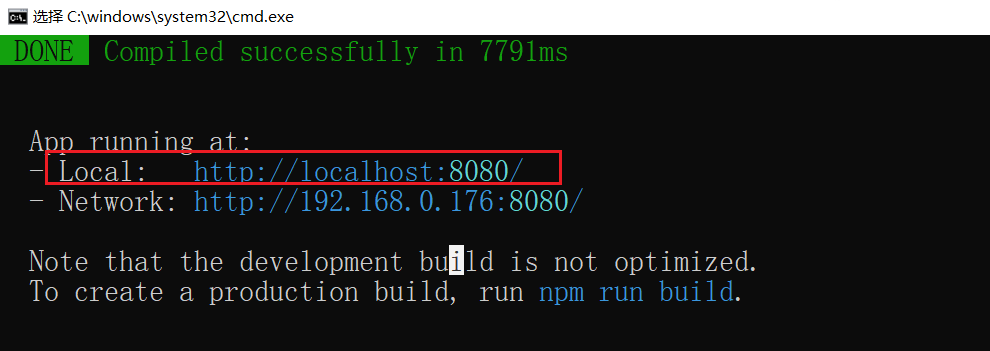 选择 C:\windows\system32\cmd.exe
DONE Compiled successfully in 7791ms
App running at:
- Local: http://localhost:8080/
- Network: http://192.168.0.176:8080/
Note that the development build is not optimized.
To create a production build, run npm run build.